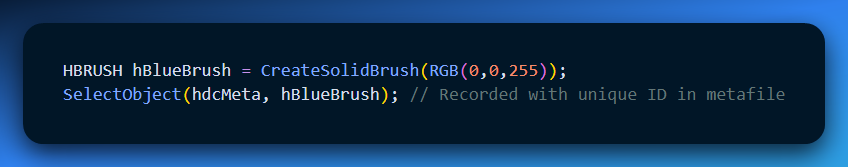 HBRUSH hBlueBrush = CreateSolidBrush(RGB(0,0,255));
SelectObject(hdcMeta, hBlueBrush); // Recorded with unique ID in metafile